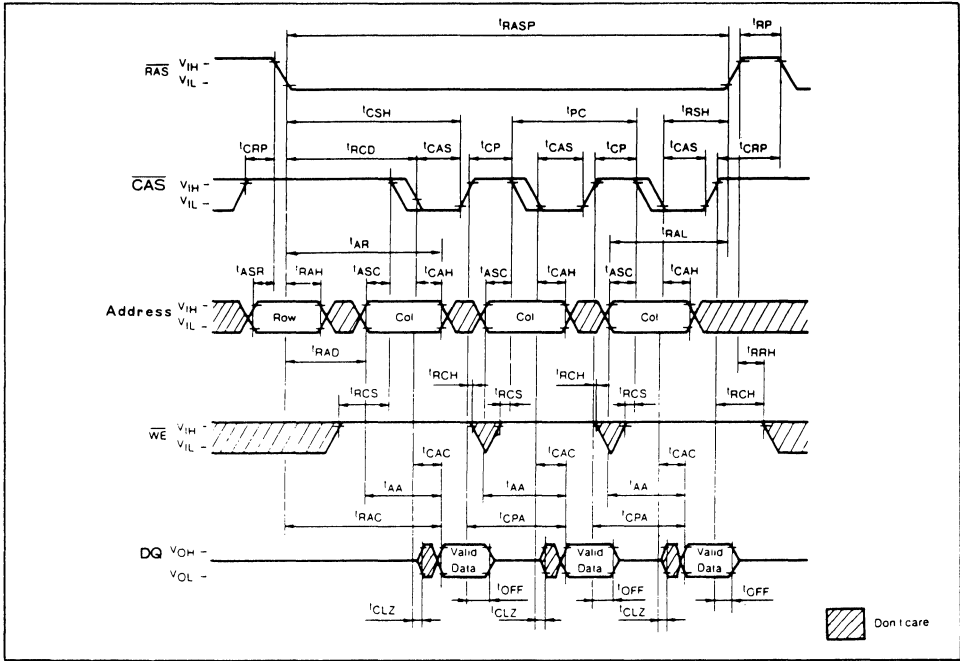 tRASP tRP
RAS VIH –
VIL –
tCSH tPC tRSH
tCRP tRCD tCAS tCP tCAS tCP tCAS tCRP
CAS VIH –
VIL –
tAR tRAL
tASR tRAH tASC tCAH tASC tCAH tASC tCAH
Address VIH –
VIL –
Row Col Col Col
tRAD tRRH
tRCH tRCH
tRCS tRCS tRCS tRCH
WE VIH –
VIL –
tCAC tCAC tCAC
tAA tAA tAA
tRAC tCPA tCPA
DQ VOH –
VOL –
Valid Data Valid Data Valid Data
tOFF tOFF tOFF
tCLZ tCLZ tCLZ
Don t care